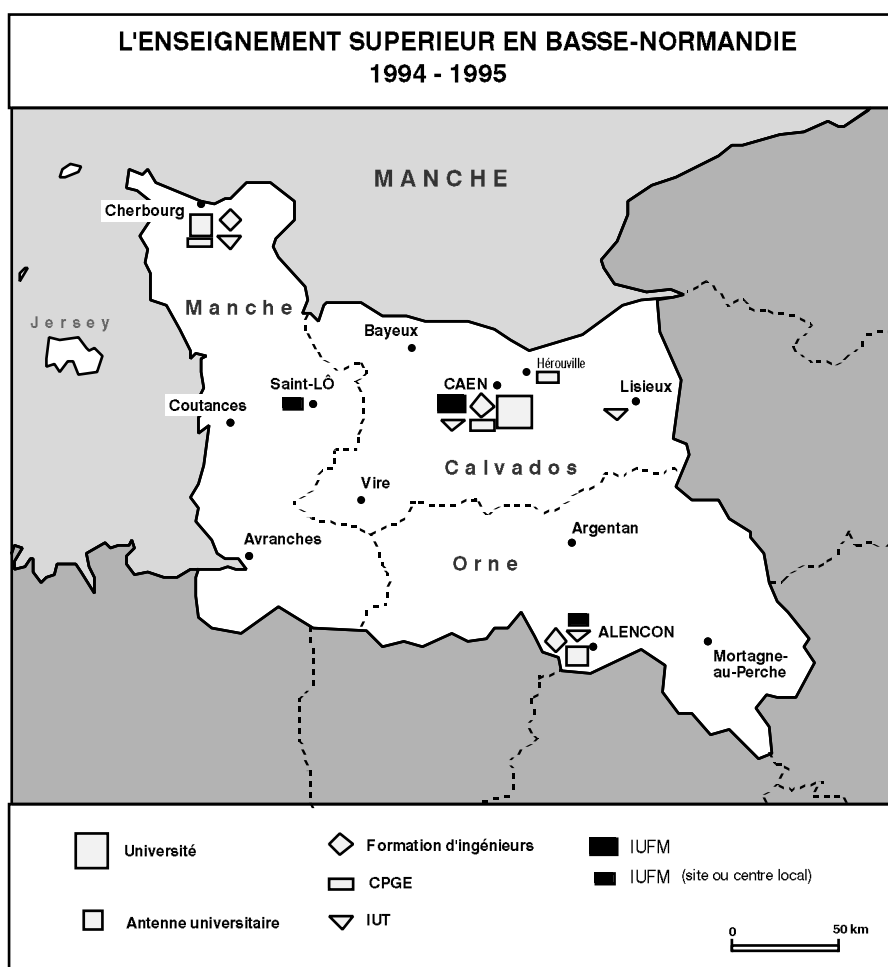 L'ENSEIGNEMENT SUPERIEUR EN BASSE-NORMANDIE
1994 - 1995
MANCHE
Cherbourg
Manche
Jersey
Bayeux
Hérouville
Saint-LÔ
CAEN
Lisieux
Coutances
Calvados
Vire
Argentan
Avranches
Orne
ALENCON
Mortagne-
au-Perche
Université
Formation d'ingénieurs
IUFM
CPGE
IUFM (site ou centre local)
Antenne universitaire
IUT
0 50 km